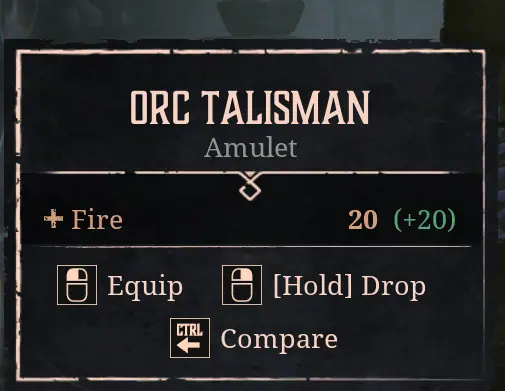 ORC TALISMAN
Amulet
Fire 20 (+20)
Equip [Hold] Drop
CTRL Compare